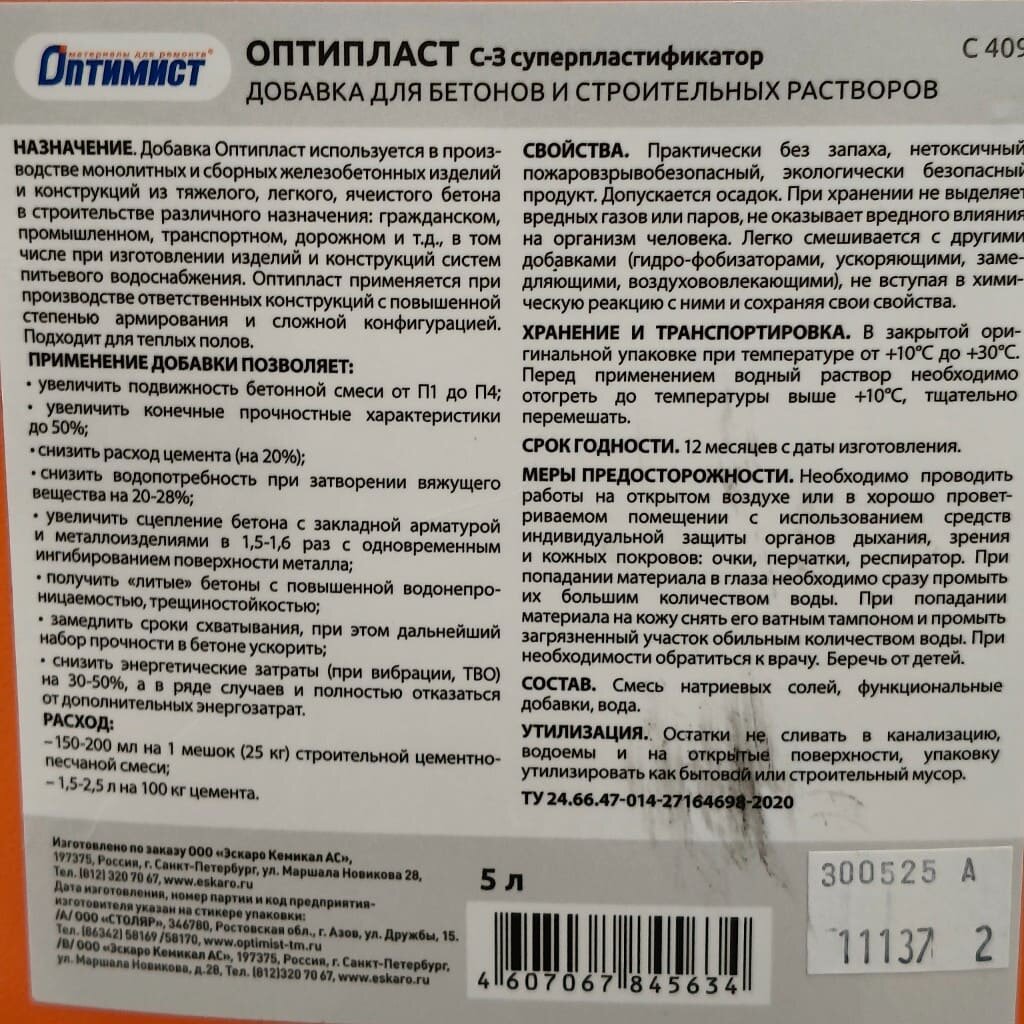 материалы для ремонта®
Оптимист
ОПТИПЛАСТ С-3 суперпластификатор
С 409
ДОБАВКА ДЛЯ БЕТОНОВ И СТРОИТЕЛЬНЫХ РАСТВОРОВ
НАЗНАЧЕНИЕ. Добавка Оптипласт используется в произ-
водстве монолитных и сборных железобетонных изделий
и конструкций из тяжелого, легкого, ячеистого бетона
в строительстве различного назначения: гражданском,
промышленном, транспортном, дорожном и т.д., в том
числе при изготовлении изделий и конструкций систем
питьевого водоснабжения. Оптипласт применяется при
производстве ответственных конструкций с повышенной
степенью армирования и сложной конфигурацией.
Подходит для теплых полов.
ПРИМЕНЕНИЕ ДОБАВКИ ПОЗВОЛЯЕТ:
• увеличить подвижность бетонной смеси от П1 до П4;
• увеличить конечные прочностные характеристики
до 50%;
• снизить расход цемента (на 20%);
• снизить водопотребность при затворении вяжущего
вещества на 20-28%;
• увеличить сцепление бетона с закладной арматурой
и металлоизделиями в 1,5-1,6 раз с одновременным
ингибированием поверхности металла;
• получить «литые» бетоны с повышенной водонепро-
ницаемостью, трещиностойкостью;
• замедлить сроки схватывания, при этом дальнейший
набор прочности в бетоне ускорить;
• снизить энергетические затраты (при вибрации, ТВО)
на 30-50%, а в ряде случаев и полностью отказаться
от дополнительных энергозатрат.
РАСХОД:
– 150-200 мл на 1 мешок (25 кг) строительной цементно-
песчаной смеси;
– 1,5-2,5 л на 100 кг цемента.
СВОЙСТВА. Практически без запаха, нетоксичный
пожаровзрывобезопасный, экологически безопасный
продукт. Допускается осадок. При хранении не выделяет
вредных газов или паров, не оказывает вредного влияния
на организм человека. Легко смешивается с другими
добавками (гидро-фобизаторами, ускоряющими, заме-
дляющими, воздухововлекающими), не вступая в хими-
ческую реакцию с ними и сохраняя свои свойства.
ХРАНЕНИЕ И ТРАНСПОРТИРОВКА. В закрытой ори-
гинальной упаковке при температуре от +10°С до +30°С.
Перед применением водный раствор необходимо
отогреть до температуры выше +10°С, тщательно
перемешать.
СРОК ГОДНОСТИ. 12 месяцев с даты изготовления.
МЕРЫ ПРЕДОСТОРОЖНОСТИ. Необходимо проводить
работы на открытом воздухе или в хорошо провет-
риваемом помещении с использованием средств
индивидуальной защиты органов дыхания, зрения
и кожных покровов: очки, перчатки, респиратор. При
попадании материала в глаза необходимо сразу промыть
их большим количеством воды. При попадании
материала на кожу снять его ватным тампоном и промыть
загрязненный участок обильным количеством воды. При
необходимости обратиться к врачу. Беречь от детей.
СОСТАВ. Смесь натриевых солей, функциональные
добавки, вода.
УТИЛИЗАЦИЯ. Остатки не сливать в канализацию,
водоемы и на открытые поверхности, упаковку
утилизировать как бытовой или строительный мусор.
ТУ 24.66.47-014-27164698-2020
Изготовлено по заказу ООО «Эскаро Кемикал АС»,
197375, Россия, г. Санкт-Петербург, ул. Маршала Новикова 28,
Тел. (812) 320 70 67, www.eskaro.ru
Дата изготовления, номер партии и код предприятия-
изготовителя указан на стикере упаковки:
/А/ ООО «СТОЛЯР», 346780, Ростовская обл., г. Азов, ул. Дружбы, 15.
Тел. (86342) 58169 /58170, www.optimist-tm.ru
/В/ ООО «Эскаро Кемикал АС», 197375, Россия, г. Санкт-Петербург,
ул. Маршала Новикова, д.28, Тел. (812)320 70 67, www.eskaro.ru
5 л
4 607067 845634
300525 А
11137 2